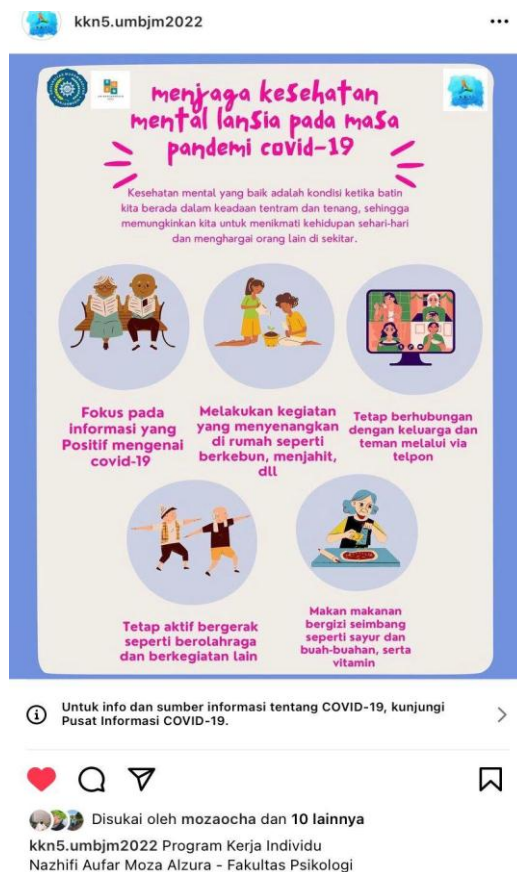 kkn5.umbjm2022
menjaga kesehatan
mental lansia pada masa
pandemi covid-19
Kesehatan mental yang baik adalah kondisi ketika batin
kita berada dalam keadaan tentram dan tenang, sehingga
memungkinkan kita untuk menikmati kehidupan sehari-hari
dan menghargai orang lain di sekitar.
Fokus pada
informasi yang
Positif mengenai
covid-19
Melakukan kegiatan
yang menyenangkan
di rumah seperti
berkebun, menjahit,
dll
Tetap berhubungan
dengan keluarga dan
teman melalui via
telpon
Tetap aktif bergerak
seperti berolahraga
dan berkegiatan lain
Makan makanan
bergizi seimbang
seperti sayur dan
buah-buahan, serta
vitamin
Untuk info dan sumber informasi tentang COVID-19, kunjungi
Pusat Informasi COVID-19.
Disukai oleh mozaocha dan 10 lainnya
kkn5.umbjm2022 Program Kerja Individu
Nazhifi Aufar Moza Alzura - Fakultas Psikologi